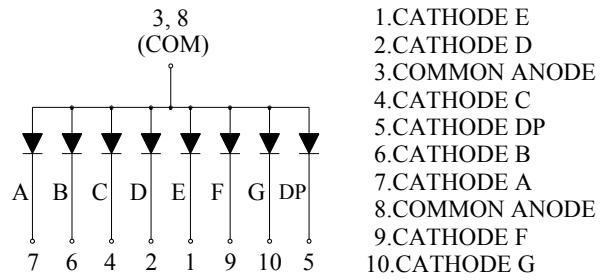 3, 8
(COM)
A B C D E F G DP
7 6 4 2 1 9 10 5
1.CATHODE E
2.CATHODE D
3.COMMON ANODE
4.CATHODE C
5.CATHODE DP
6.CATHODE B
7.CATHODE A
8.COMMON ANODE
9.CATHODE F
10.CATHODE G